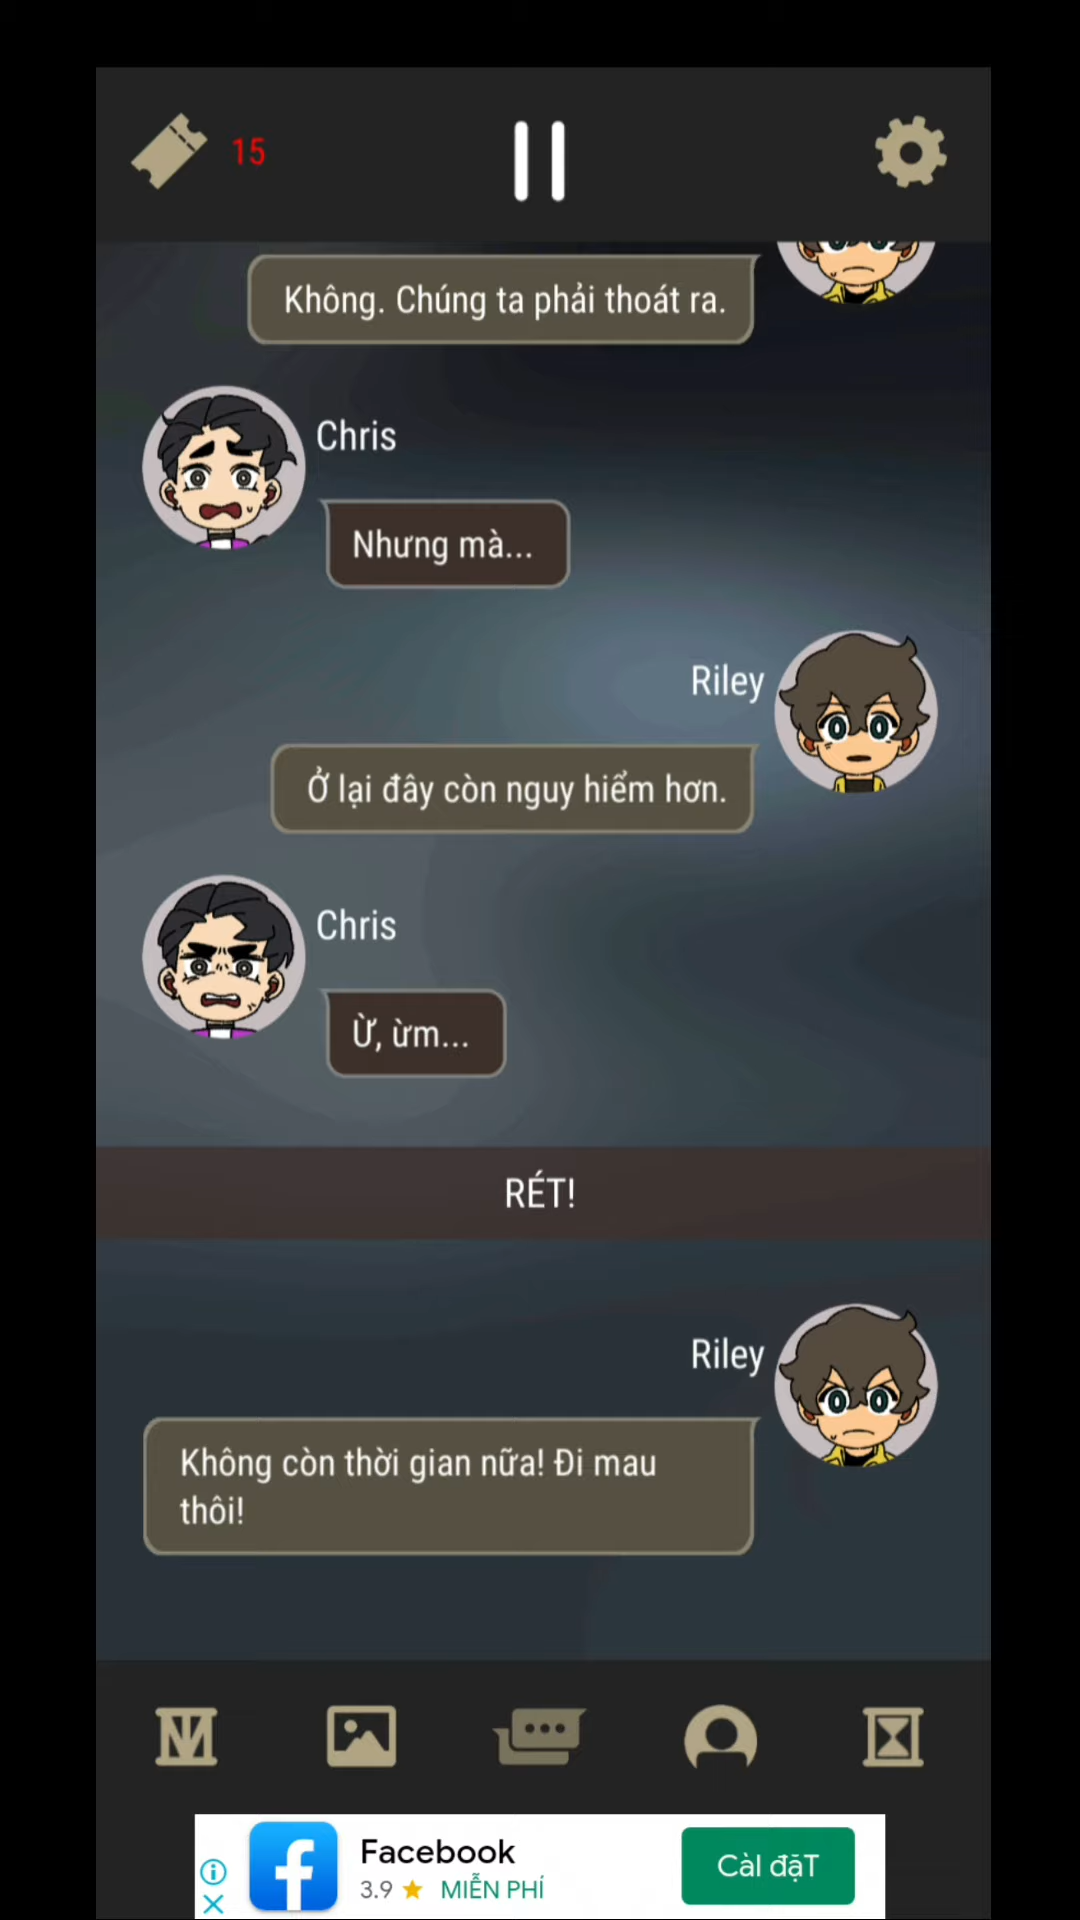 15
Không. Chúng ta phải thoát ra.
Chris
Nhưng mà...
Riley
Ở lại đây còn nguy hiểm hơn.
Chris
Ừ, ừm...
RÉT!
Riley
Không còn thời gian nữa! Đi mau
thôi!
Facebook
3.9 ★ MIỄN PHÍ
Cài đặT